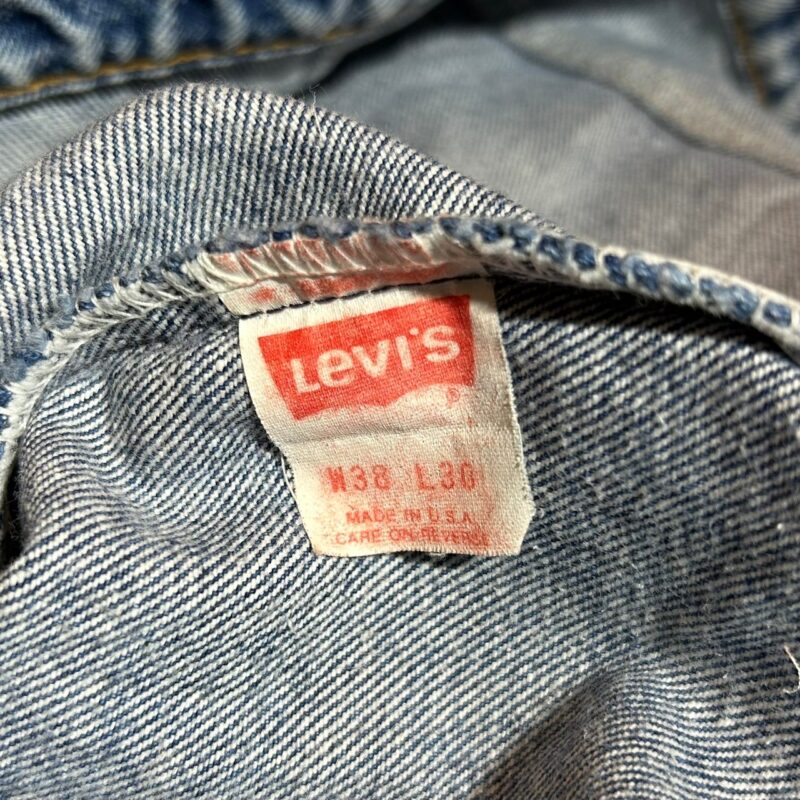 Levi's
®
W38 L30
MADE IN U.S.A.
CARE ON REVERSE